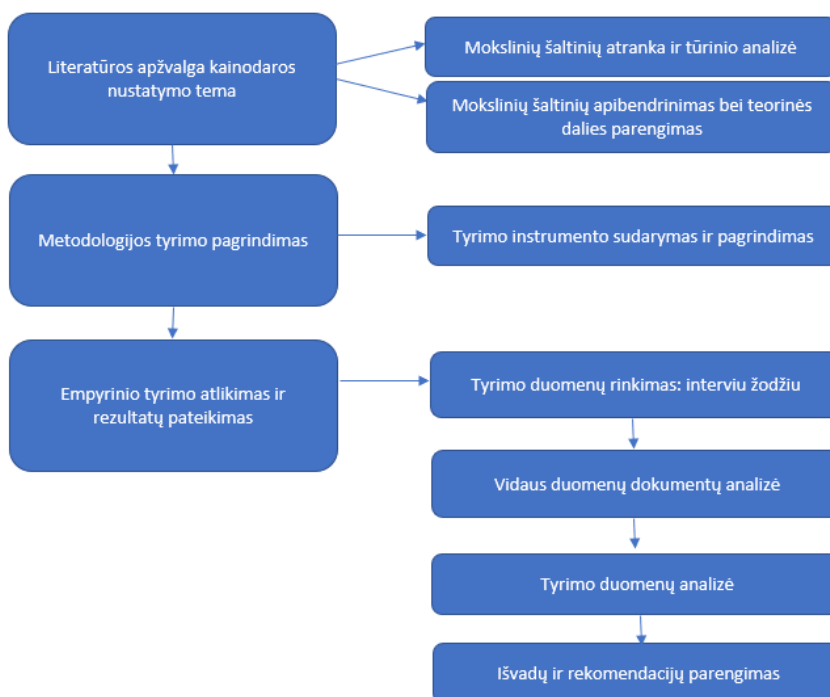 Literatūros apžvalga kainodaros
nustatymo tema
Mokslinių šaltinių atranka ir tūrinio analizė
Mokslinių šaltinių apibendrinimas bei teorinės
dalies parengimas
Metodologijos tyrimo pagrindimas
Tyrimo instrumento sudarymas ir pagrindimas
Empyrinio tyrimo atlikimas ir
rezultatų pateikimas
Tyrimo duomenų rinkimas: interviu žodžiu
Vidaus duomenų dokumentų analizė
Tyrimo duomenų analizė
Išvadų ir rekomendacijų parengimas